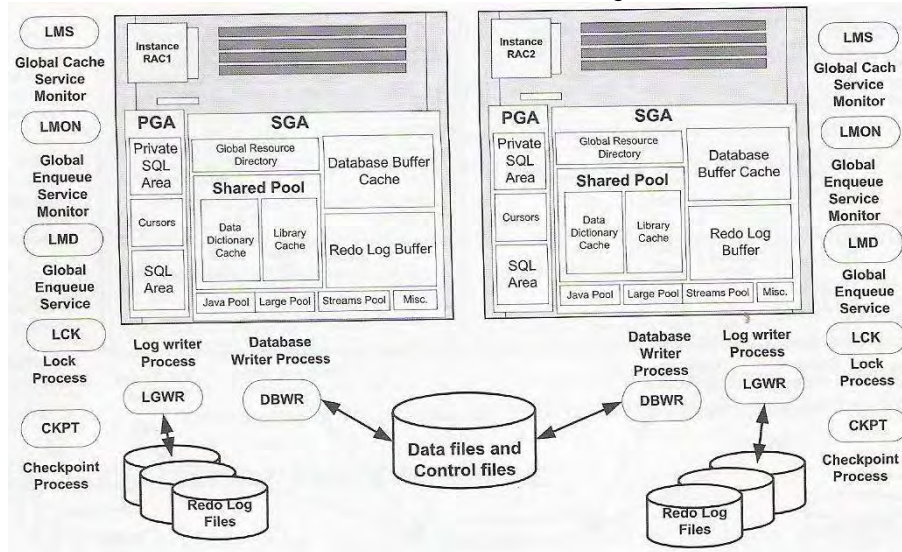 LMS
Global Cache
Service
Monitor
LMON
Global
Enqueue
Service
Monitor
LMD
Global
Enqueue
Service
LCK
Lock
Process
CKPT
Checkpoint
Process
Instance
RAC1
PGA
Private
SQL
Area
Cursors
SQL
Area
SGA
Global Resource
Directory
Shared Pool
Data
Dictionary
Cache
Library
Cache
Database Buffer
Cache
Redo Log Buffer
Java Pool
Large Pool
Streams Pool
Misc.
Log writer
Process
LGWR
Database
Writer Process
DBWR
Redo Log
Files
Data files and
Control files
Instance
RAC2
PGA
Private
SQL
Area
Cursors
SQL
Area
SGA
Global Resource
Directory
Shared Pool
Data
Dictionary
Cache
Library
Cache
Database
Buffer Cache
Redo Log
Buffer
Java Pool
Large Pool
Streams Pool
Misc.
Database
Writer
Process
DBWR
Log writer
Process
LGWR
Redo Log
Files
LMS
Global Cach
Service
Monitor
LMON
Global
Enqueue
Service
Monitor
LMD
Global
Enqueue
Service
LCK
Lock
Process
CKPT
Checkpoint
Process